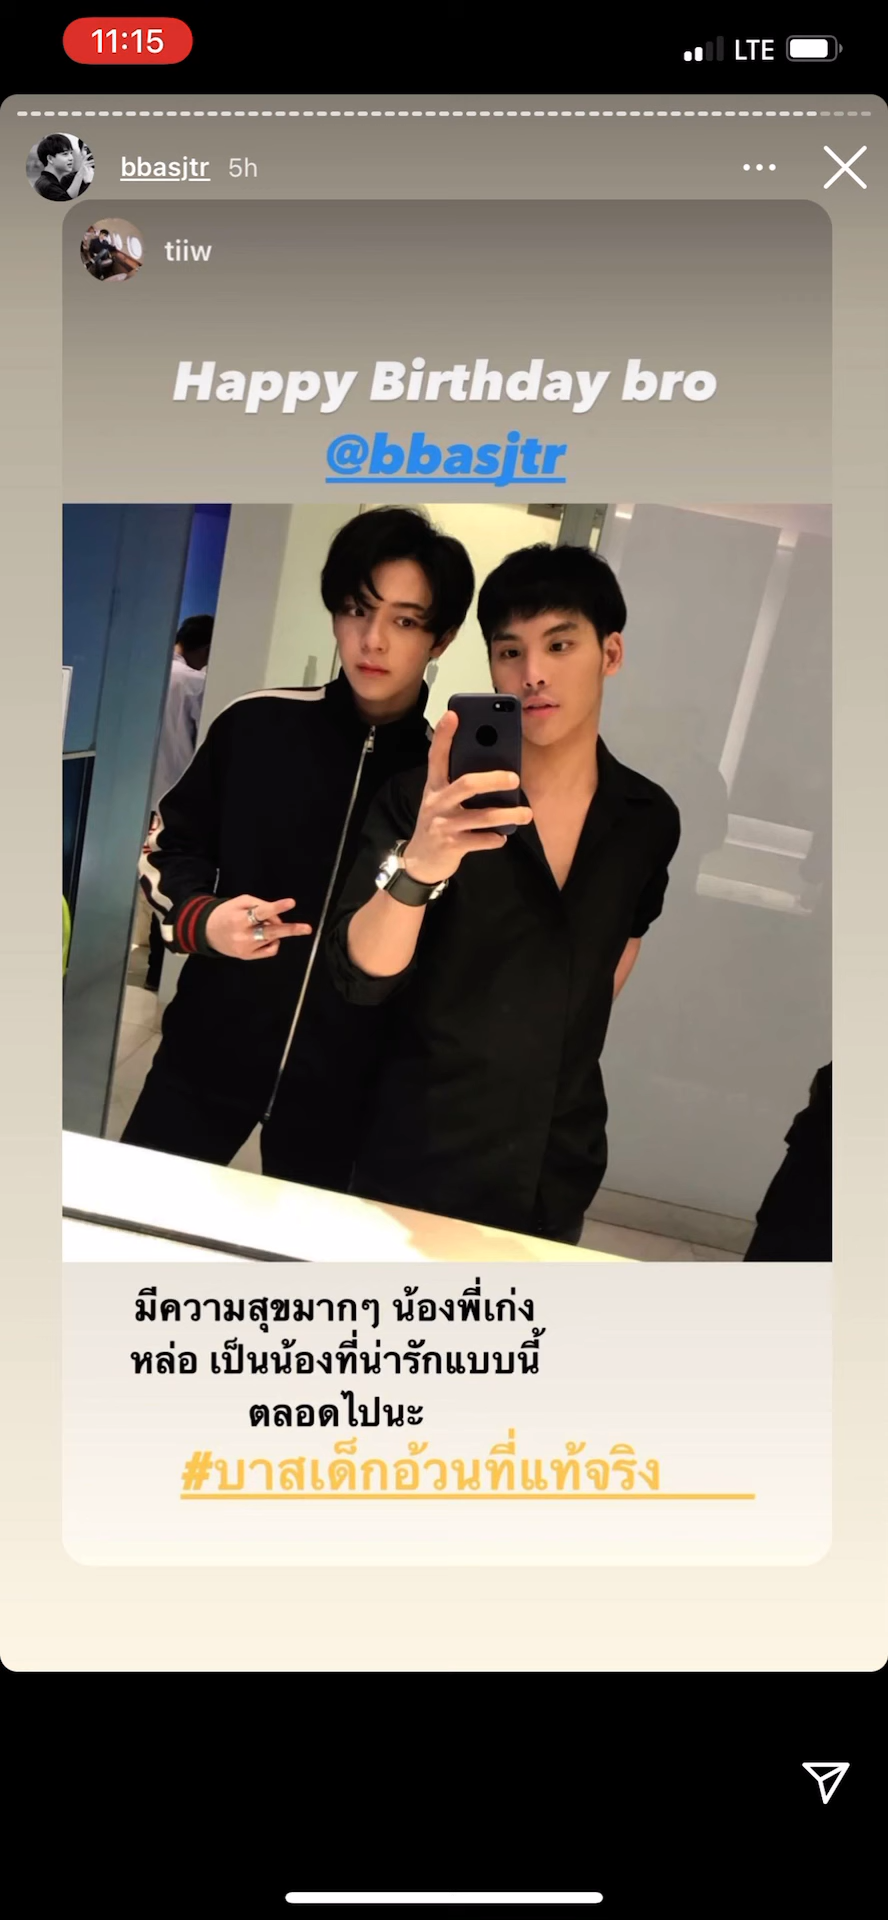 11:15
LTE
bbasjtr 5h
tiiw
Happy Birthday bro
@bbasjtr
มีความสุขมากๆ น้องพี่เก่ง
หล่อ เป็นน้องที่น่ารักแบบนี้
ตลอดไปนะ
#บาสเด็กอ้วนที่แท้จริง